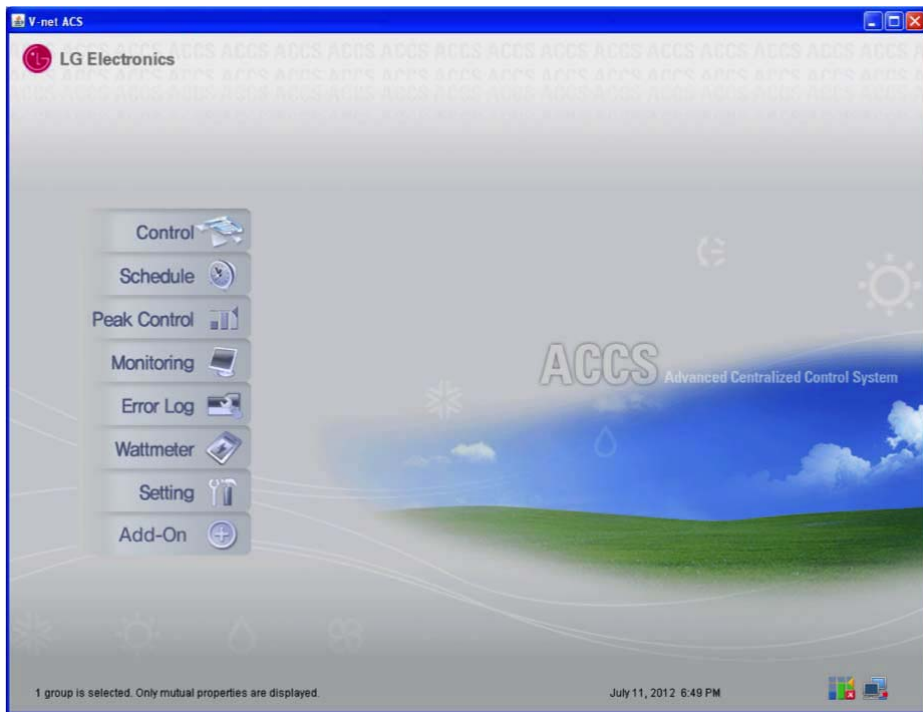 V-net ACS
LG Electronics
Control
Schedule
Peak Control
Monitoring
Error Log
Wattmeter
Setting
Add-On
ACCS Advanced Centralized Control System
1 group is selected. Only mutual properties are displayed.
July 11, 2012 6:49 PM